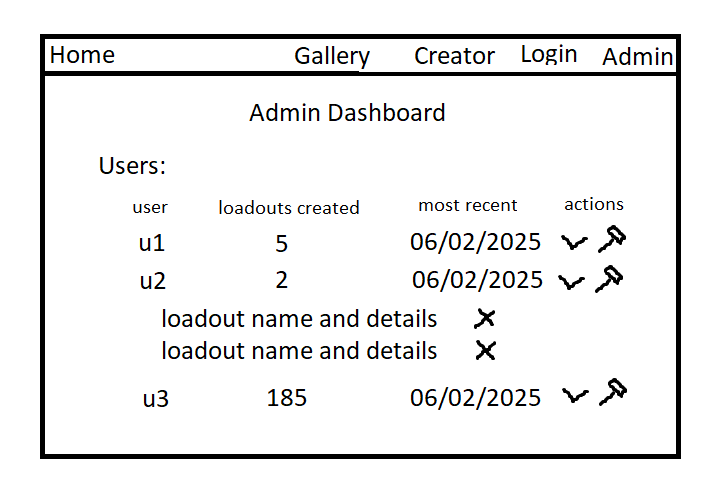 Home Gallery Creator Login Admin
Admin Dashboard
Users:
user loadouts created most recent actions
u1 5 06/02/2025
u2 2 06/02/2025
loadout name and details
loadout name and details
u3 185 06/02/2025